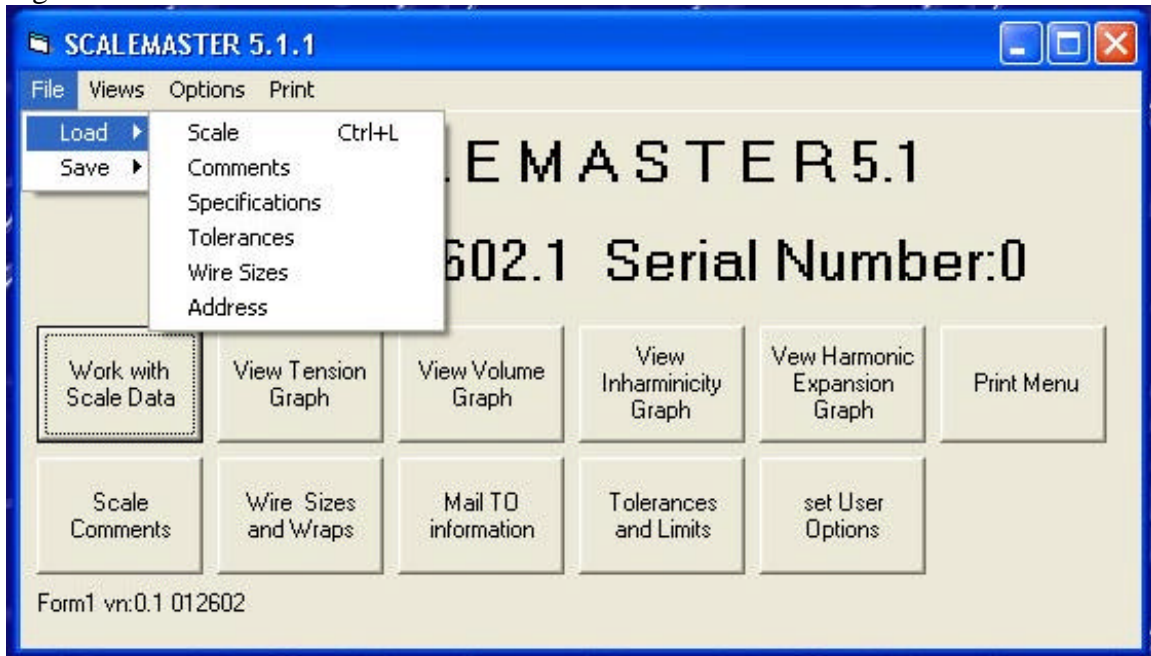 SCALEMASTER 5.1.1
File Views Options Print
Load
Save
Scale Ctrl+L
Comments
Specifications
Tolerances
Wire Sizes
Address
E M A S T E R 5.1
602.1 Serial Number:0
Work with
Scale Data
View Tension
Graph
View Volume
Graph
View
Inharminicity
Graph
Vew Harmonic
Expansion
Graph
Print Menu
Scale
Comments
Wire Sizes
and Wraps
Mail TO
information
Tolerances
and Limits
set User
Options
Form1 vn:0.1 012602